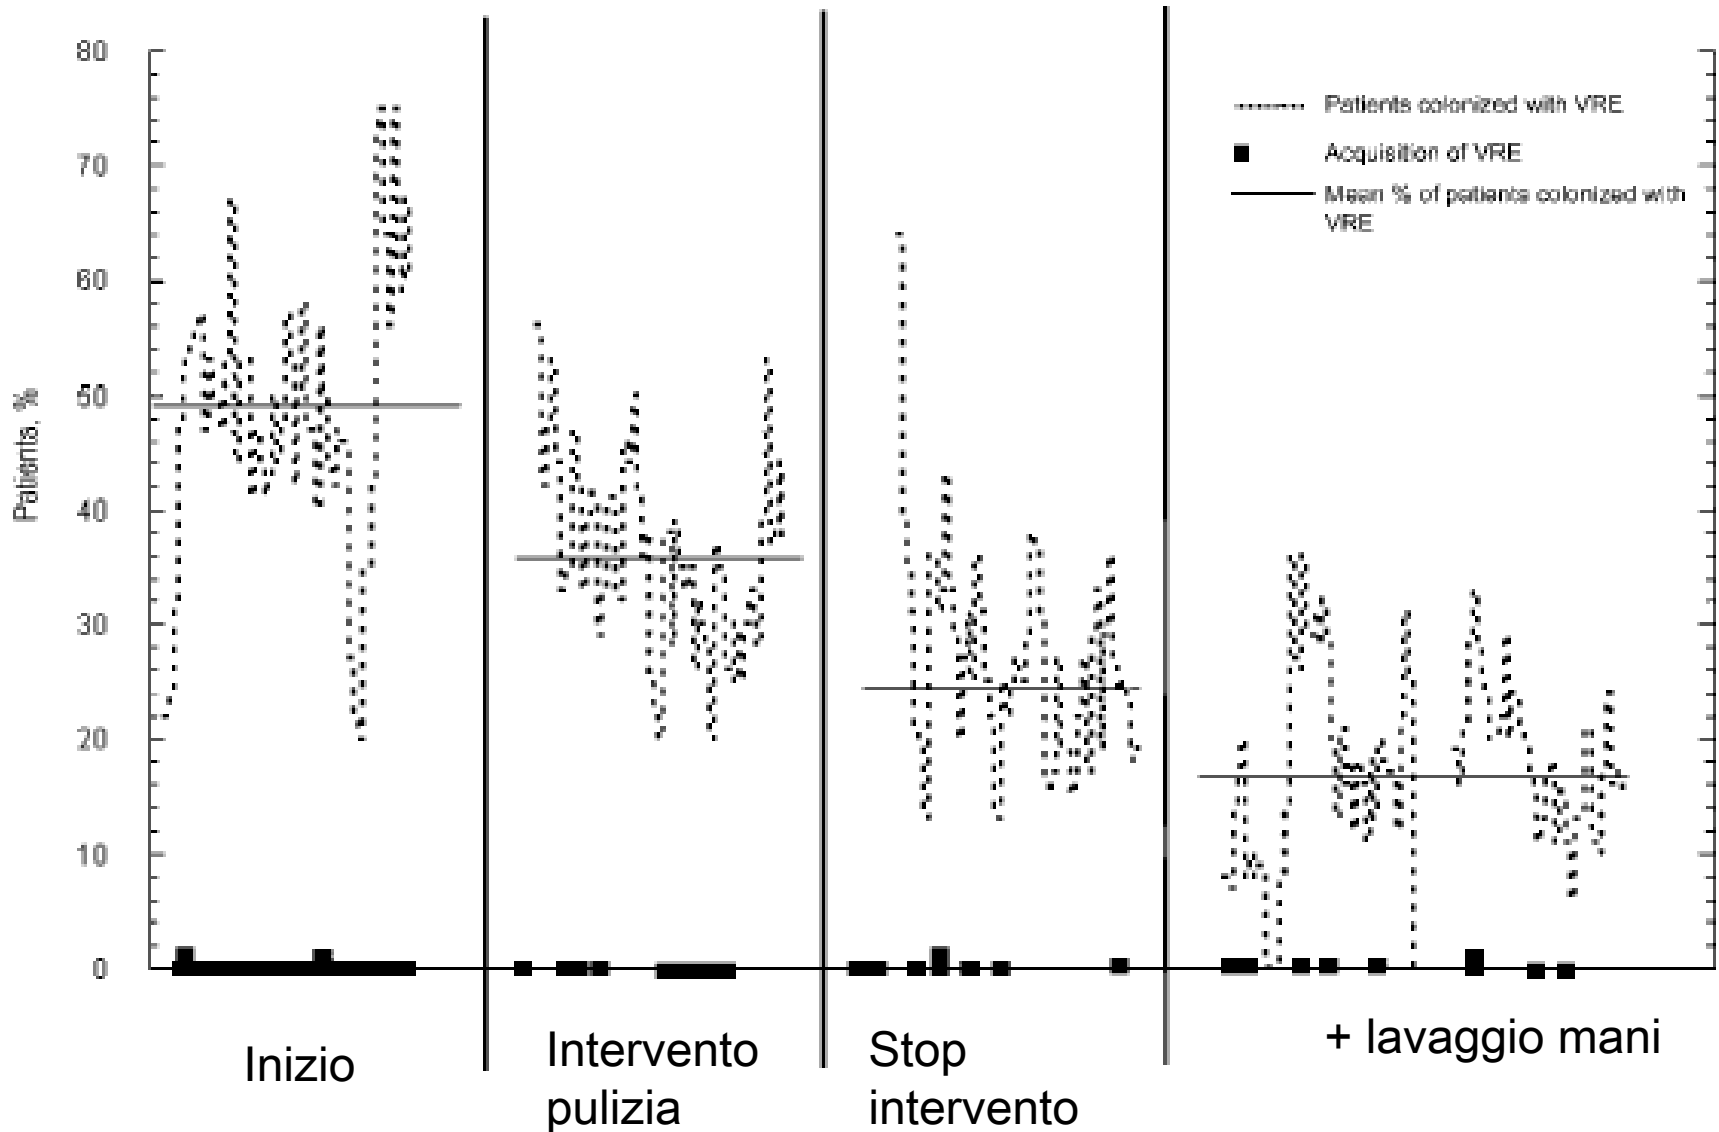 80
70
60
50
40
30
20
10
0
Patients, %
Patients colonized with VRE
Acquisition of VRE
Mean % of patients colonized with
VRE
Inizio
Intervento
pulizia
Stop
intervento
+ lavaggio mani